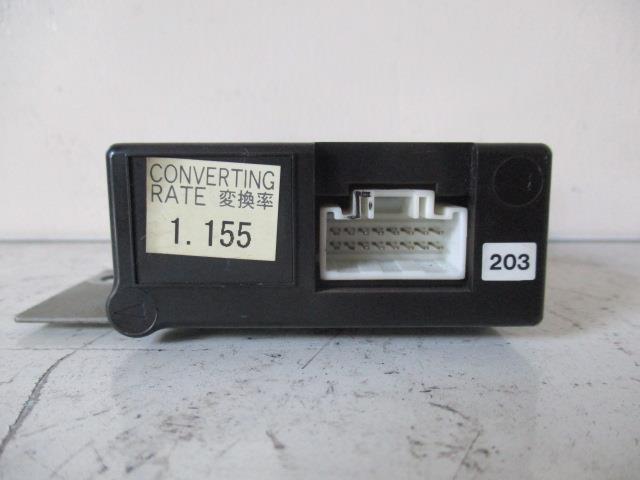 CONVERTING
RATE 変換率
1.155
203